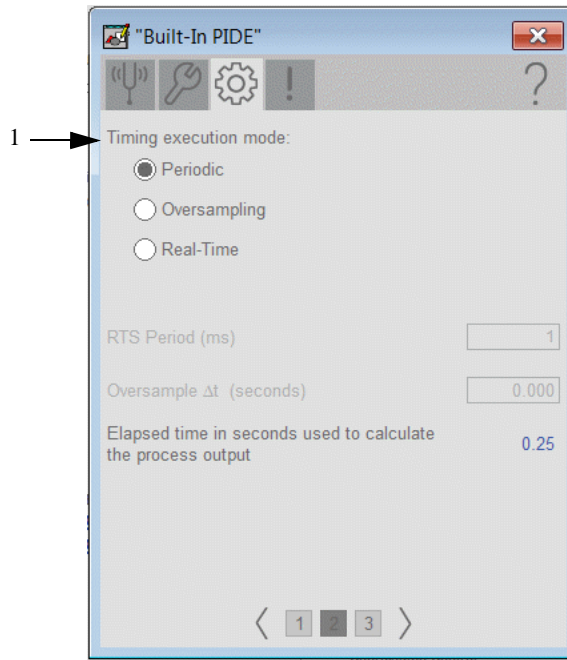 "Built-In PIDE"
1
Timing execution mode:
Periodic
Oversampling
Real-Time
RTS Period (ms)
1
Oversample Δt (seconds)
0.000
Elapsed time in seconds used to calculate
the process output
0.25
1 2 3